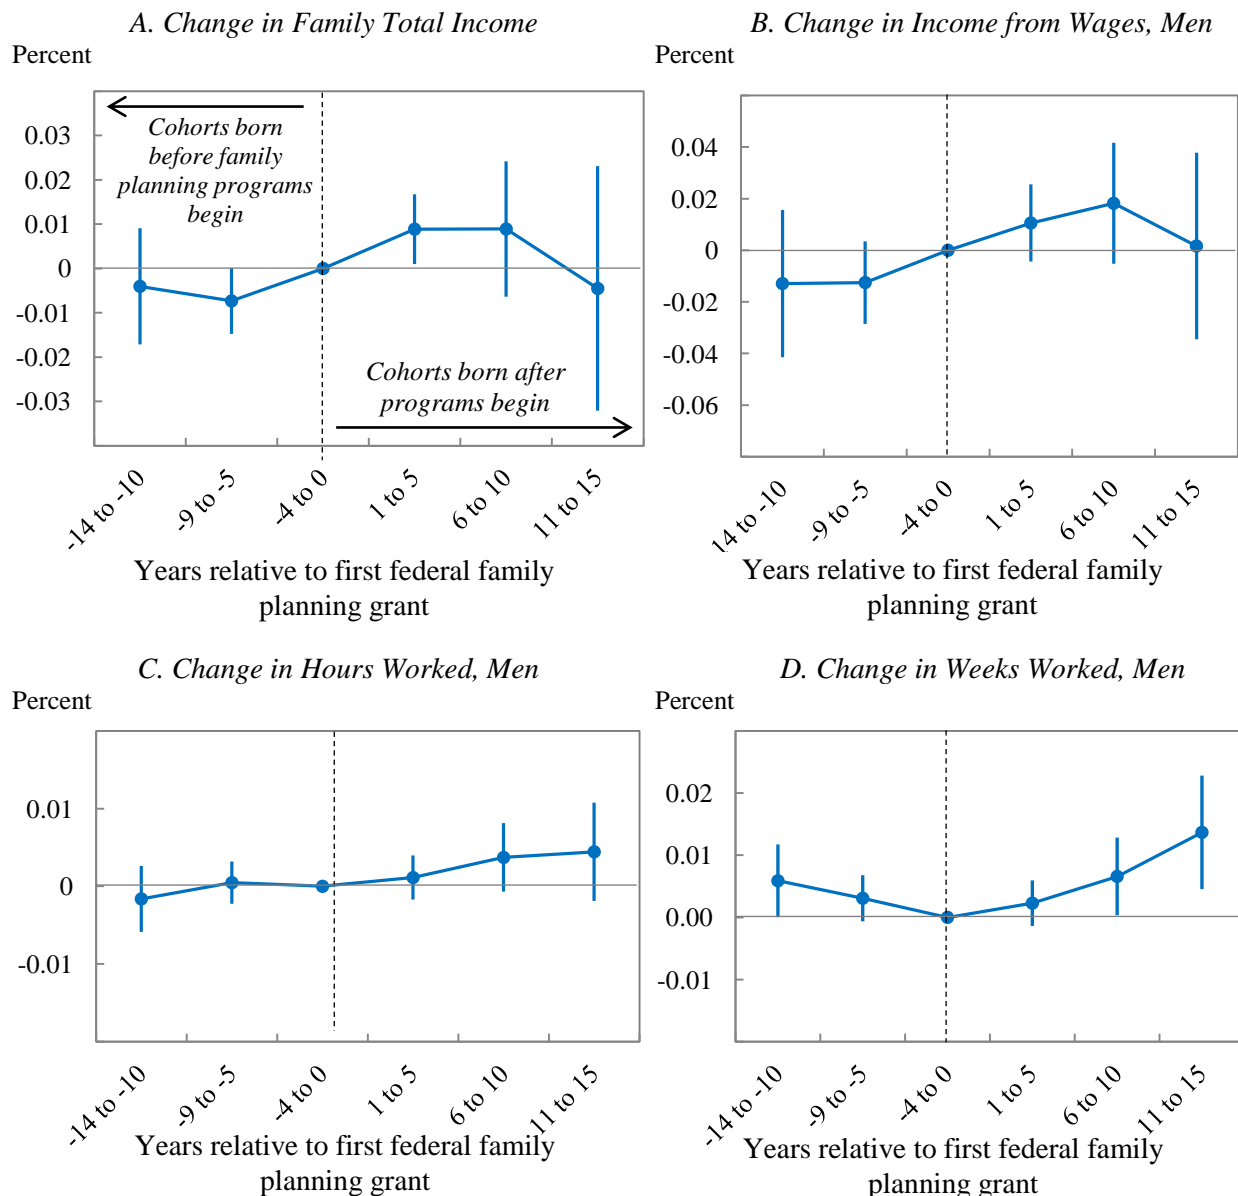 A. Change in Family Total Income
Percent
0.03
0.02
0.01
0
-0.01
-0.02
-0.03
Cohorts born
before family
planning programs
begin
Cohorts born after
programs begin
-14 to -10
-9 to -5
-4 to 0
1 to 5
6 to 10
11 to 15
Years relative to first federal family
planning grant
B. Change in Income from Wages, Men
Percent
0.04
0.02
0
-0.02
-0.04
-0.06
14 to -10
-9 to -5
-4 to 0
1 to 5
6 to 10
11 to 15
Years relative to first federal family
planning grant
C. Change in Hours Worked, Men
Percent
0.01
0
-0.01
-14 to -10
-9 to -5
-4 to 0
1 to 5
6 to 10
11 to 15
Years relative to first federal family
planning grant
D. Change in Weeks Worked, Men
Percent
0.02
0.01
0.00
-0.01
-14 to -10
-9 to -5
-4 to 0
1 to 5
6 to 10
11 to 15
Years relative to first federal family
planning grant